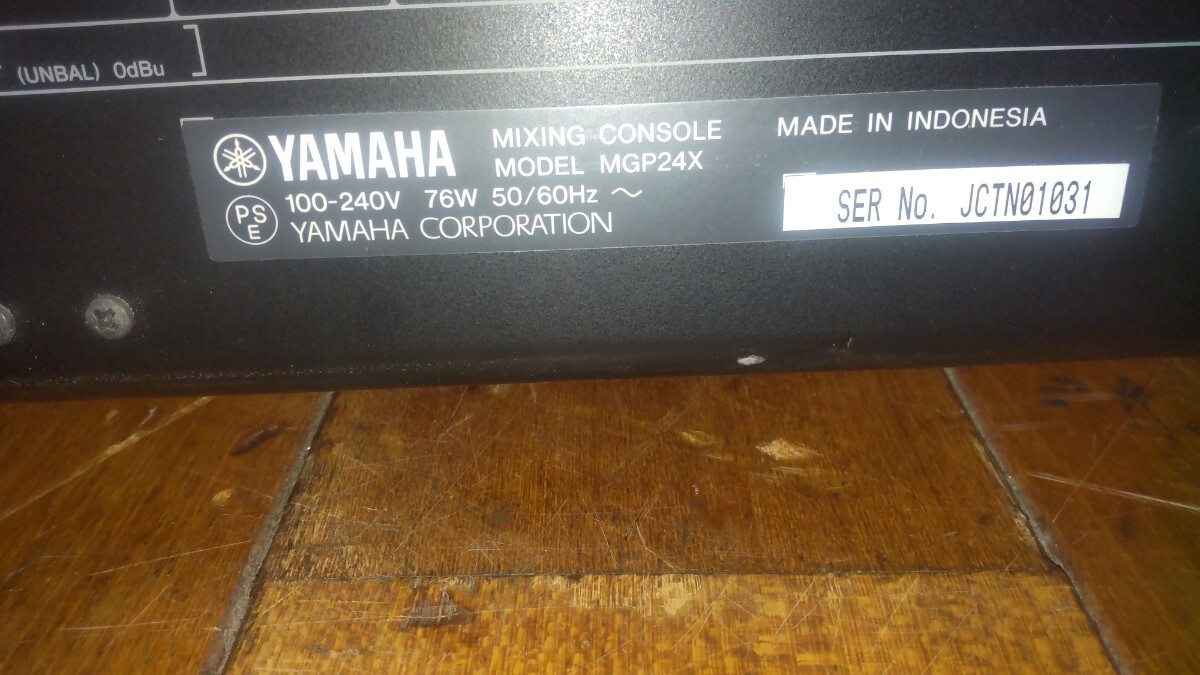 (UNBAL) 0dBu
YAMAHA
MIXING CONSOLE
MODEL MGP24X
MADE IN INDONESIA
PSE
100-240V 76W 50/60Hz ~
YAMAHA CORPORATION
SER No. JCTN01031